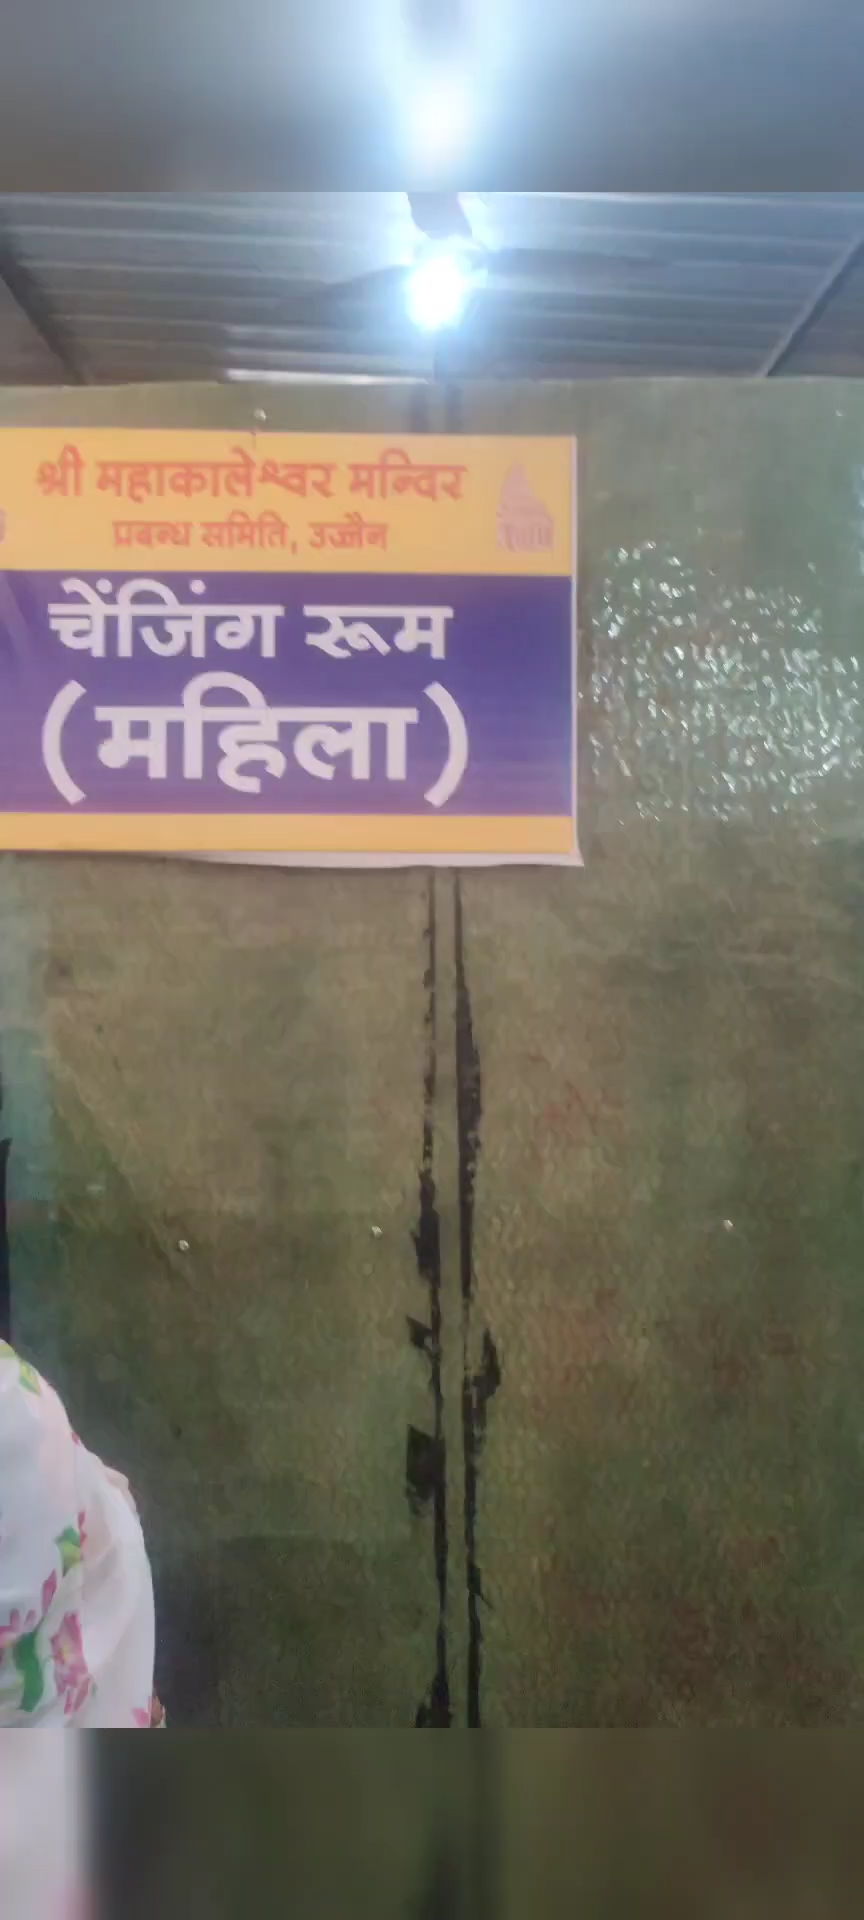 श्री महाकालेश्वर मन्दिर
प्रबन्ध समिति, उज्जैन
चेंजिंग रूम
(महिला)